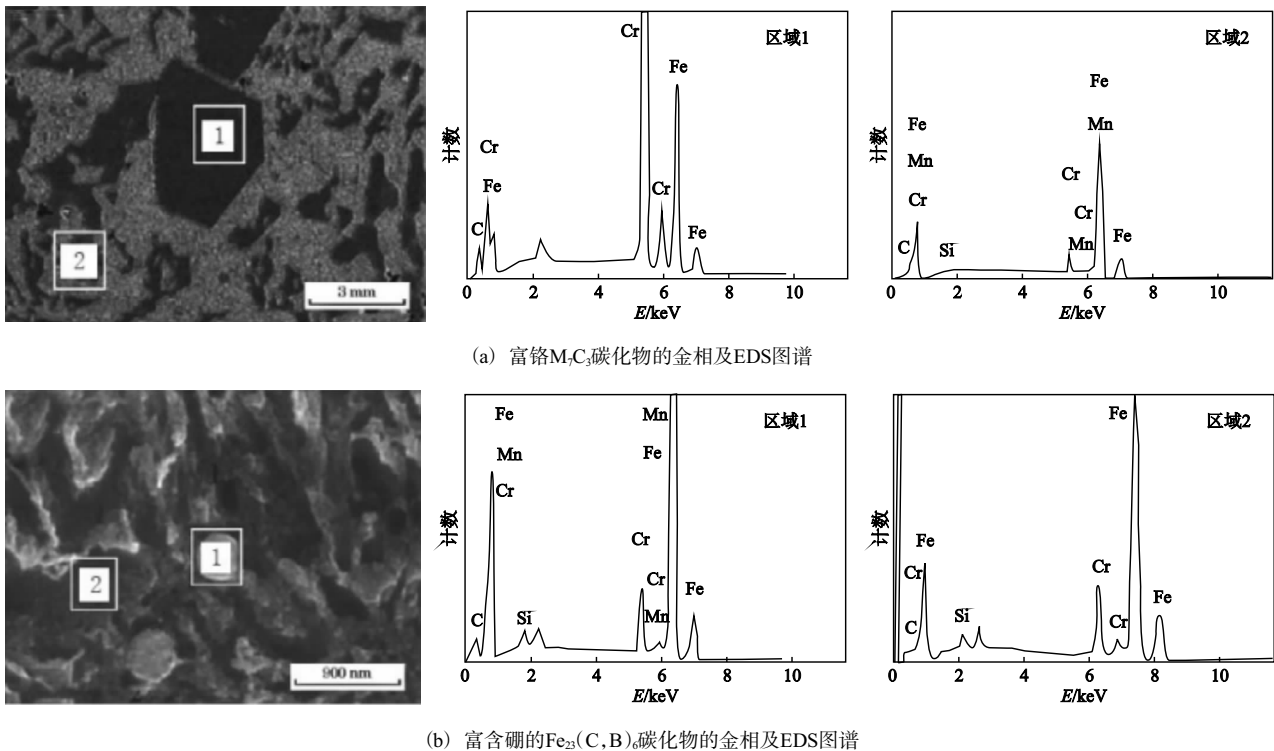 1
2
3 mm
计数
区域1
Cr
Fe
Cr
Fe
Cr
C
Fe
0
2
4
6
8
10
E/keV
计数
区域2
Fe
Fe
Mn
Mn
Cr
Cr
Cr
C
Si
Mn
Fe
0
2
4
6
8
10
E/keV
(a) 富铬M₇C₃碳化物的金相及EDS图谱
1
2
900 nm
计数
区域1
Fe
Mn
Mn
Fe
Cr
Cr
Cr
C
Si
Mn
Fe
0
2
4
6
8
10
E/keV
计数
区域2
Fe
Fe
Cr
Cr
C
Si
Cr
Fe
0
2
4
6
8
10
E/keV
(b) 富含硼的Fe₂₃(C,B)₆碳化物的金相及EDS图谱